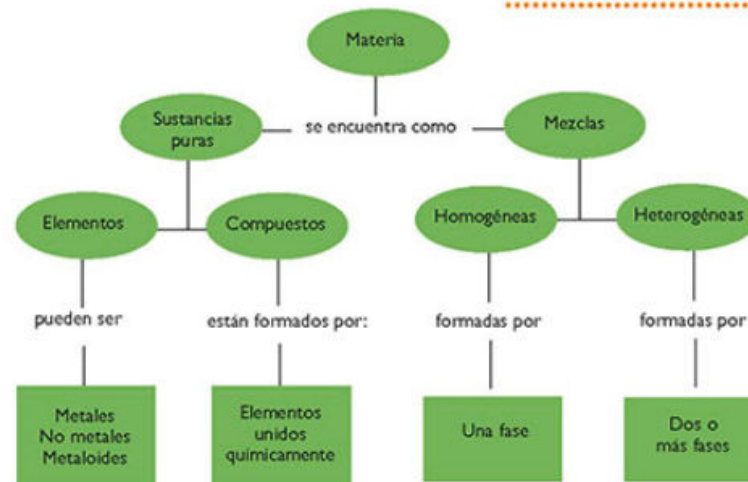 Materia
Sustancias
puras
se encuentra como
Mezclas
Elementos
Compuestos
Homogéneas
Heterogéneas
pueden ser
están formados por:
formadas por
formadas por
Metales
No metales
Metaloides
Elementos
unidos
químicamente
Una fase
Dos o
más fases